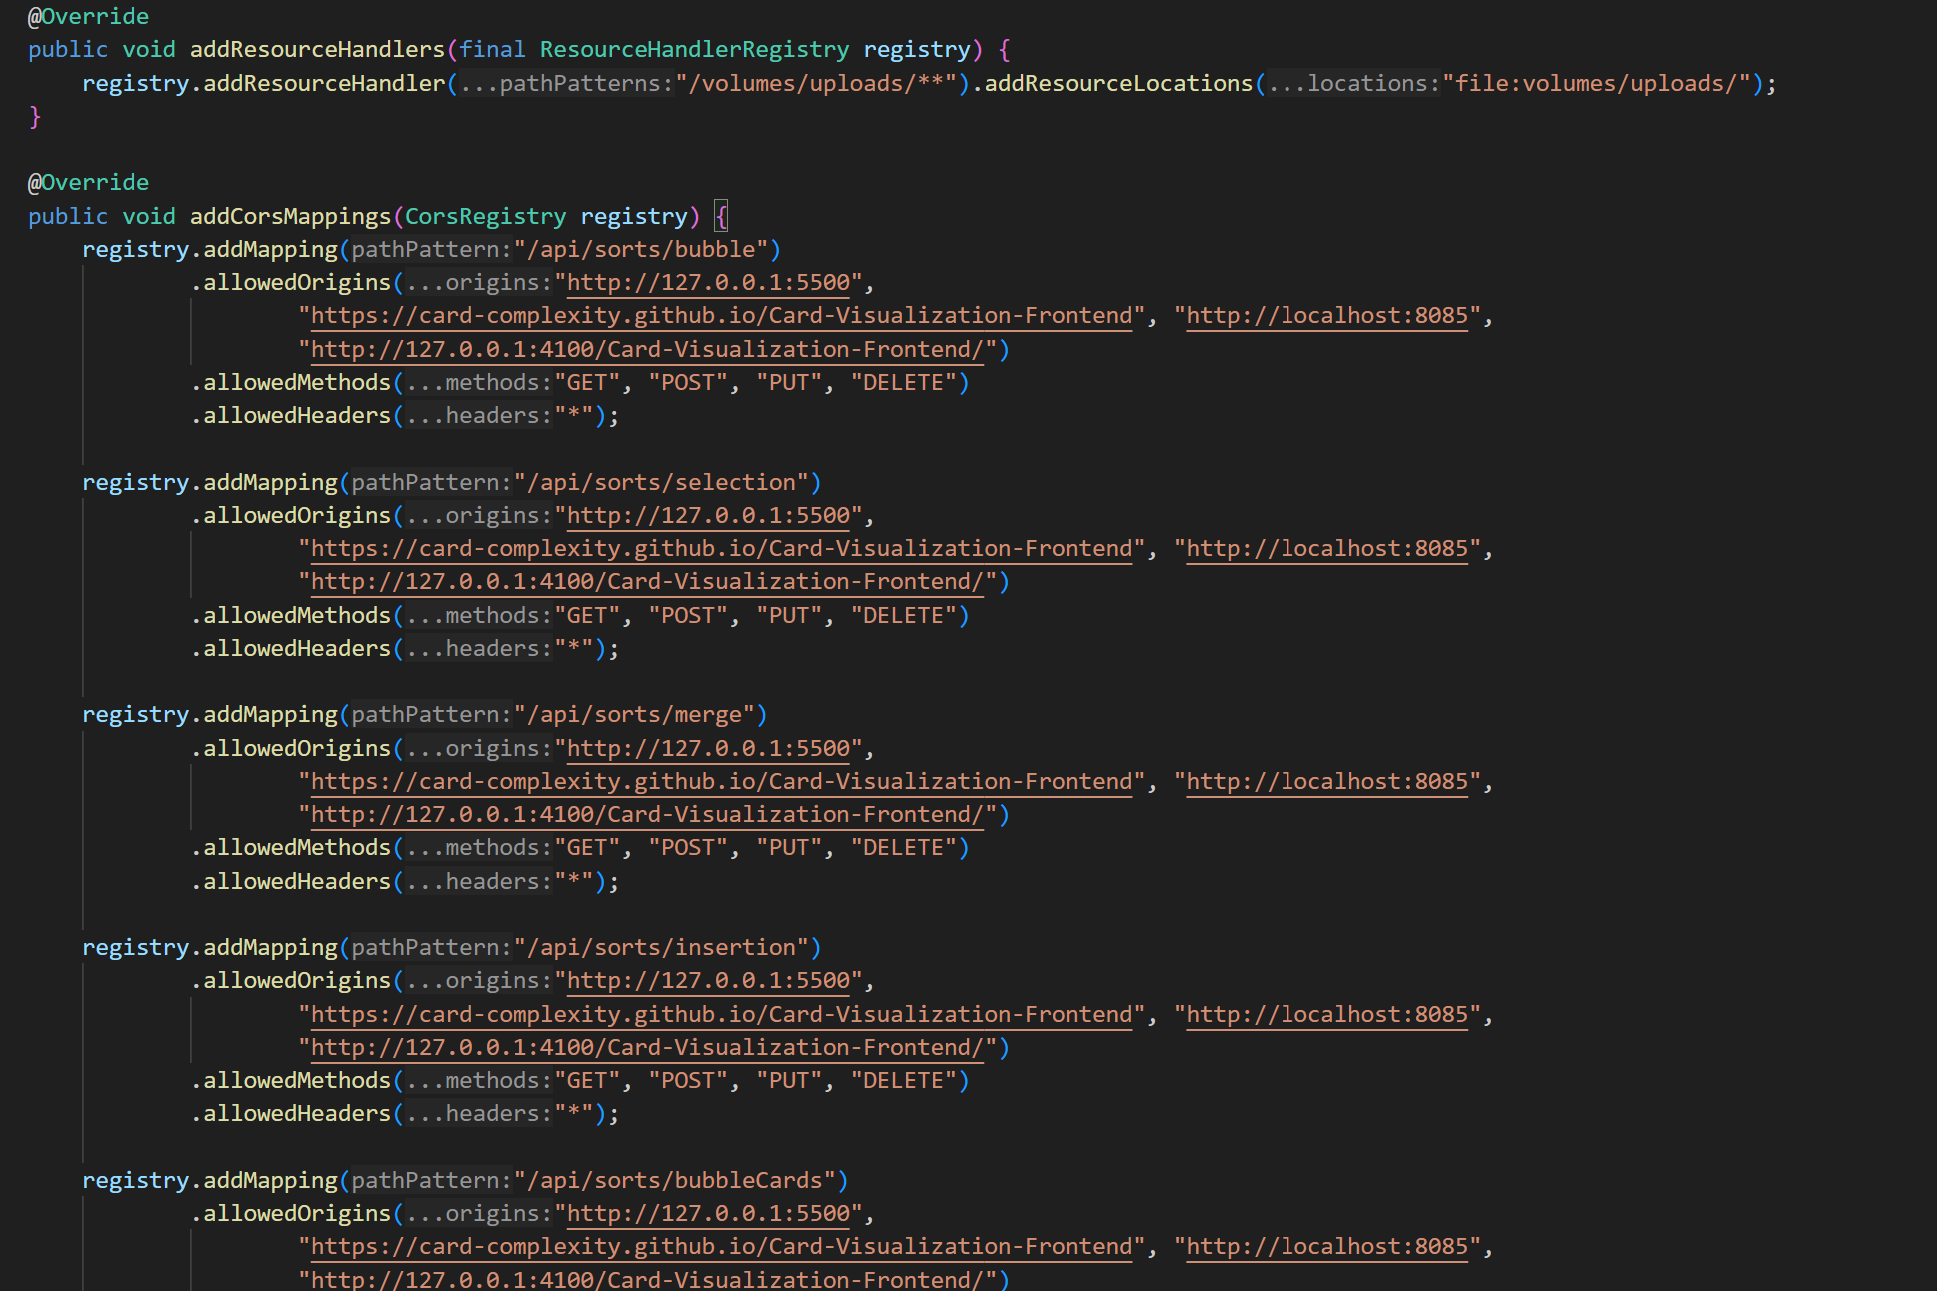 @Override
public void addResourceHandlers(final ResourceHandlerRegistry registry) {
    registry.addResourceHandler(...pathPatterns:"/volumes/uploads/**").addResourceLocations(...locations:"file:volumes/uploads/");
}

@Override
public void addCorsMappings(CorsRegistry registry) {
    registry.addMapping(pathPattern:"/api/sorts/bubble")
            .allowedOrigins(...origins:"http://127.0.0.1:5500",
                    "https://card-complexity.github.io/Card-Visualization-Frontend", "http://localhost:8085",
                    "http://127.0.0.1:4100/Card-Visualization-Frontend/")
            .allowedMethods(...methods:"GET", "POST", "PUT", "DELETE")
            .allowedHeaders(...headers:"*");

    registry.addMapping(pathPattern:"/api/sorts/selection")
            .allowedOrigins(...origins:"http://127.0.0.1:5500",
                    "https://card-complexity.github.io/Card-Visualization-Frontend", "http://localhost:8085",
                    "http://127.0.0.1:4100/Card-Visualization-Frontend/")
            .allowedMethods(...methods:"GET", "POST", "PUT", "DELETE")
            .allowedHeaders(...headers:"*");

    registry.addMapping(pathPattern:"/api/sorts/merge")
            .allowedOrigins(...origins:"http://127.0.0.1:5500",
                    "https://card-complexity.github.io/Card-Visualization-Frontend", "http://localhost:8085",
                    "http://127.0.0.1:4100/Card-Visualization-Frontend/")
            .allowedMethods(...methods:"GET", "POST", "PUT", "DELETE")
            .allowedHeaders(...headers:"*");

    registry.addMapping(pathPattern:"/api/sorts/insertion")
            .allowedOrigins(...origins:"http://127.0.0.1:5500",
                    "https://card-complexity.github.io/Card-Visualization-Frontend", "http://localhost:8085",
                    "http://127.0.0.1:4100/Card-Visualization-Frontend/")
            .allowedMethods(...methods:"GET", "POST", "PUT", "DELETE")
            .allowedHeaders(...headers:"*");

    registry.addMapping(pathPattern:"/api/sorts/bubbleCards")
            .allowedOrigins(...origins:"http://127.0.0.1:5500",
                    "https://card-complexity.github.io/Card-Visualization-Frontend", "http://localhost:8085",
                    "http://127.0.0.1:4100/Card-Visualization-Frontend/")